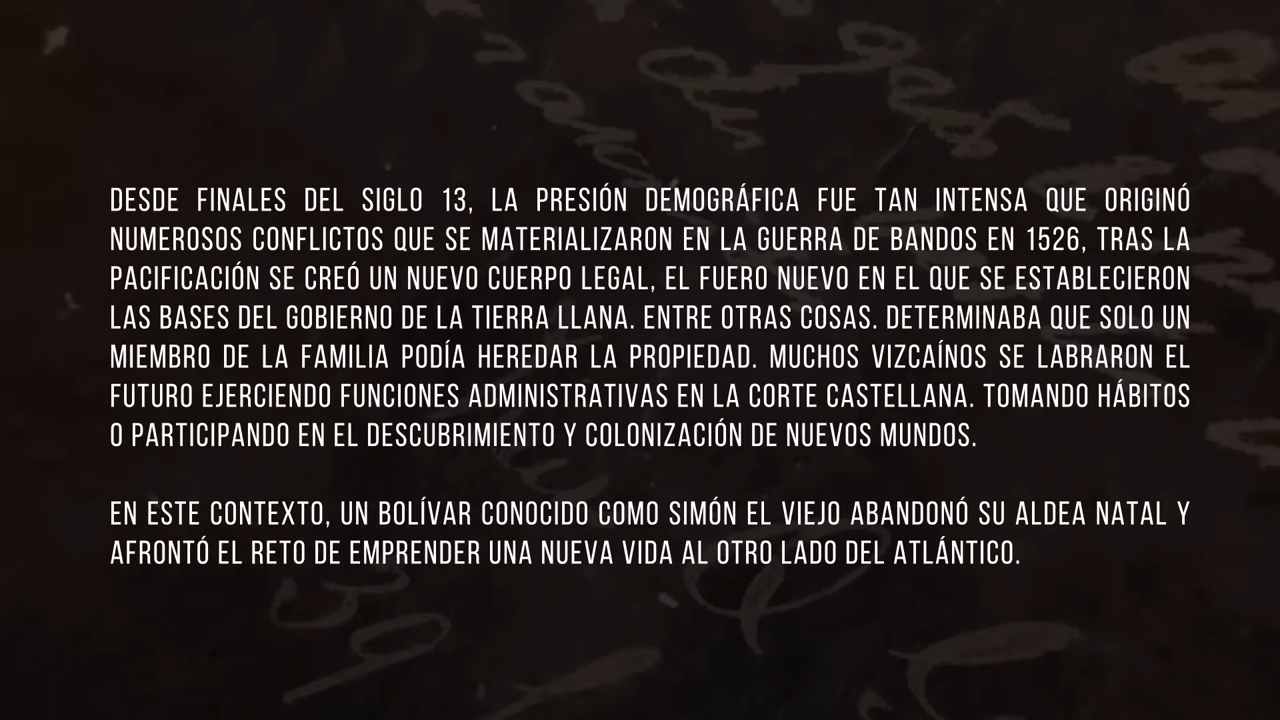 DESDE FINALES DEL SIGLO 13, LA PRESIÓN DEMOGRÁFICA FUE TAN INTENSA QUE ORIGINÓ
NUMEROSOS CONFLICTOS QUE SE MATERIALIZARON EN LA GUERRA DE BANDOS EN 1526, TRAS LA
PACIFICACIÓN SE CREÓ UN NUEVO CUERPO LEGAL, EL FUERO NUEVO EN EL QUE SE ESTABLECIERON
LAS BASES DEL GOBIERNO DE LA TIERRA LLANA. ENTRE OTRAS COSAS. DETERMINABA QUE SOLO UN
MIEMBRO DE LA FAMILIA PODÍA HEREDAR LA PROPIEDAD. MUCHOS VIZCAÍNOS SE LABRARON EL
FUTURO EJERCIENDO FUNCIONES ADMINISTRATIVAS EN LA CORTE CASTELLANA. TOMANDO HÁBITOS
O PARTICIPANDO EN EL DESCUBRIMIENTO Y COLONIZACIÓN DE NUEVOS MUNDOS.
EN ESTE CONTEXTO, UN BOLÍVAR CONOCIDO COMO SIMÓN EL VIEJO ABANDONÓ SU ALDEA NATAL Y
AFRONTÓ EL RETO DE EMPRENDER UNA NUEVA VIDA AL OTRO LADO DEL ATLÁNTICO.